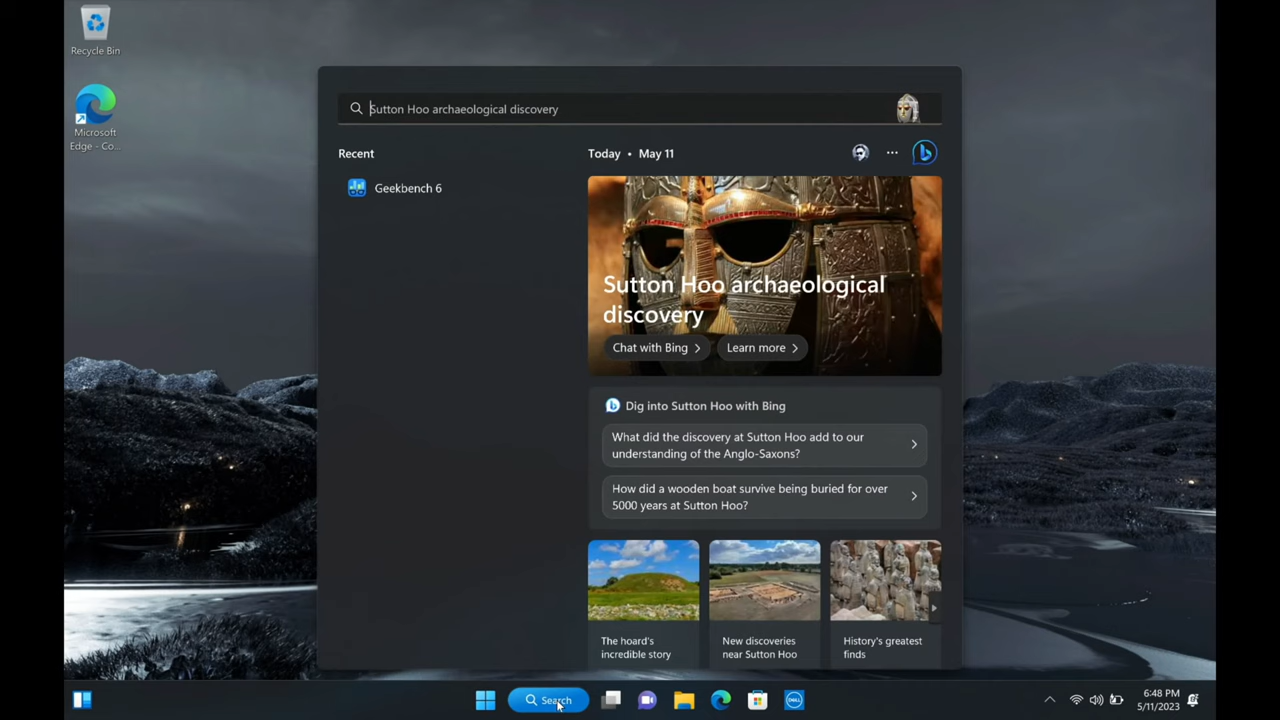 Recycle Bin
Microsoft
Edge - Co...
Sutton Hoo archaeological discovery
Recent
Geekbench 6
Today • May 11
Sutton Hoo archaeological
discovery
Chat with Bing
Learn more
Dig into Sutton Hoo with Bing
What did the discovery at Sutton Hoo add to our
understanding of the Anglo-Saxons?
How did a wooden boat survive being buried for over
5000 years at Sutton Hoo?
The hoard's
incredible story
New discoveries
near Sutton Hoo
History's greatest
finds
Search
DELL
6:48 PM
5/11/2023